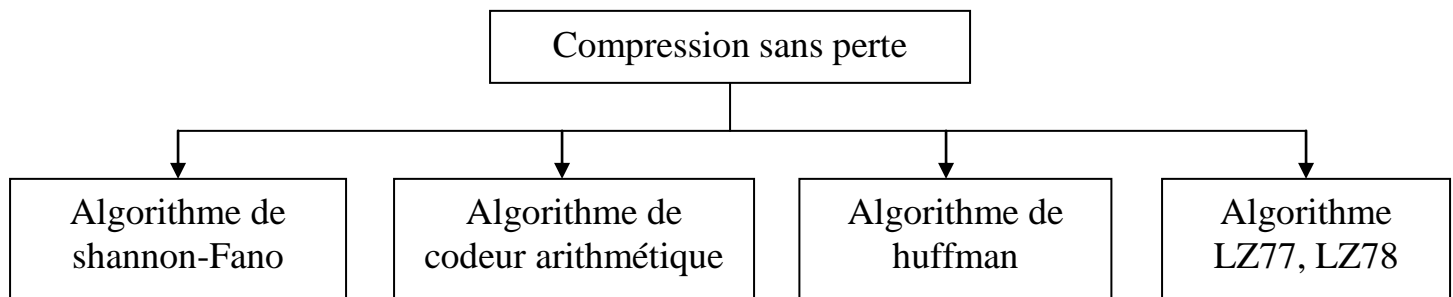 Compression sans perte
Algorithme de
shannon-Fano
Algorithme de
codeur arithmétique
Algorithme de
huffman
Algorithme
LZ77, LZ78